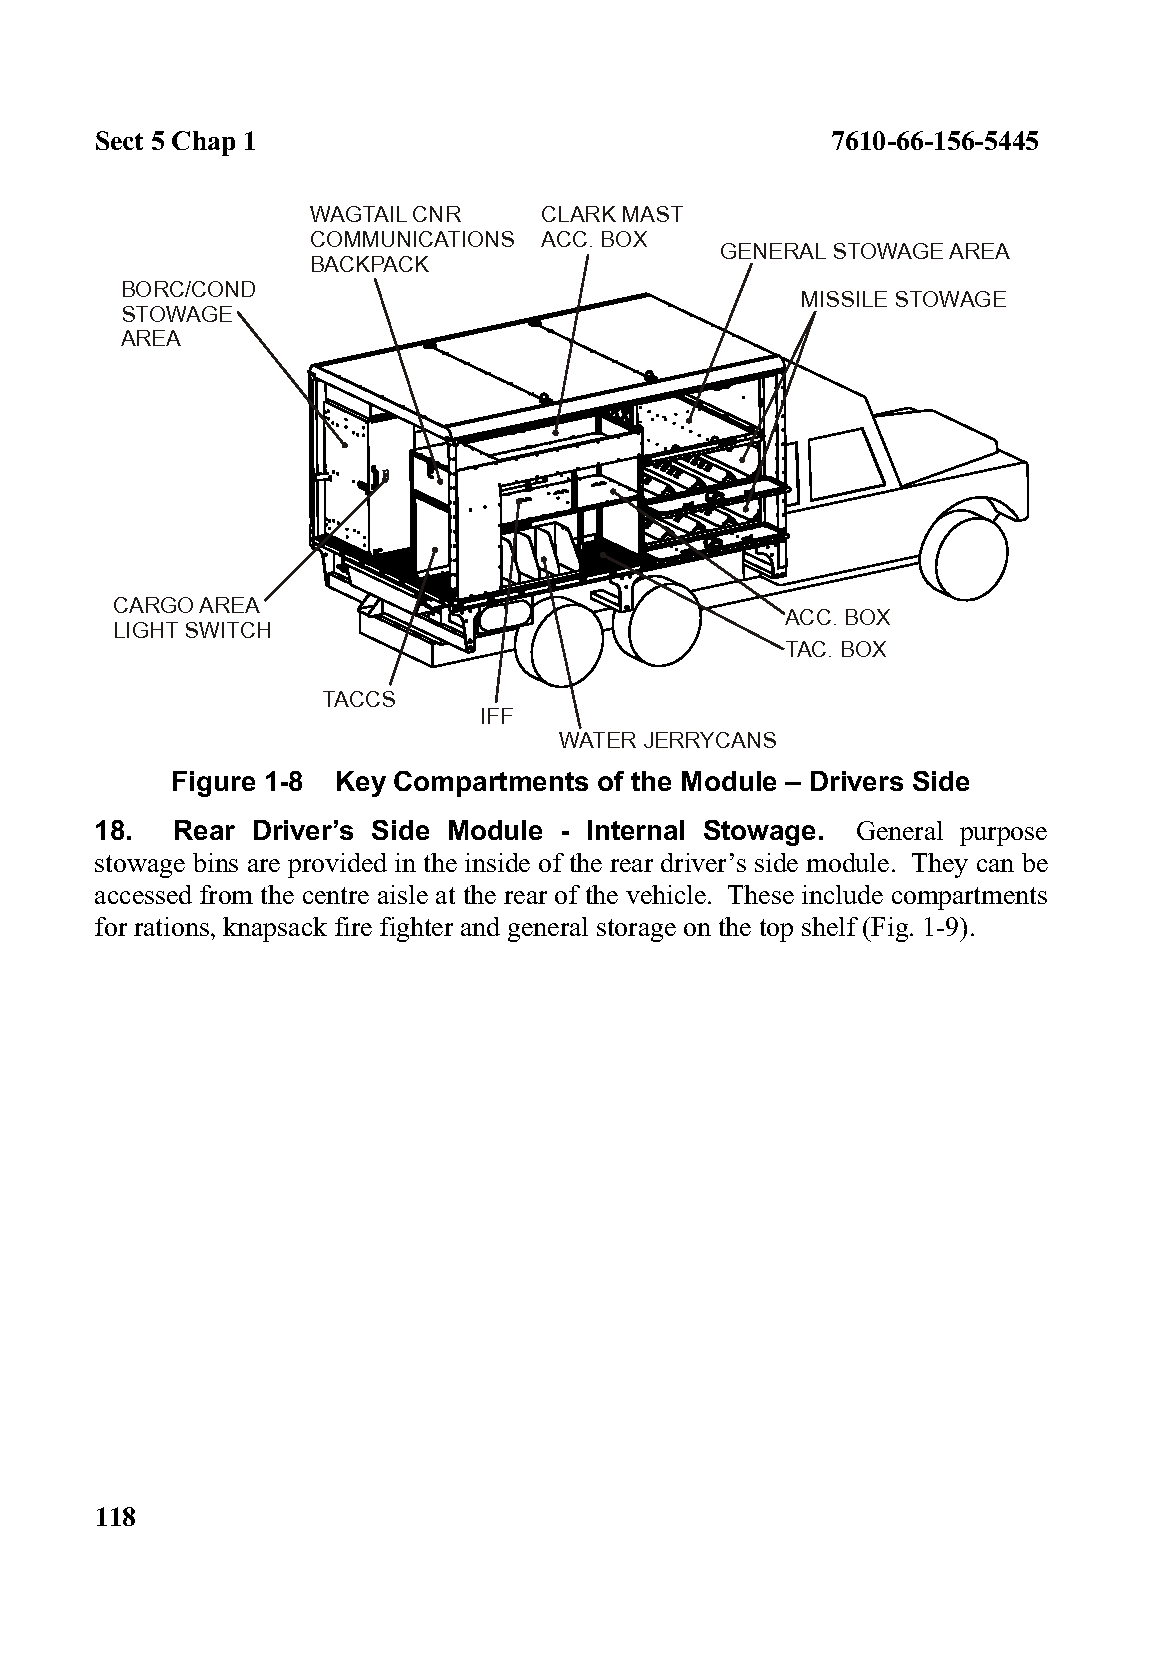 Sect 5 Chap 1 7610-66-156-5445
WAGTAIL CNR
COMMUNICATIONS
BACKPACK
CLARK MAST
ACC. BOX
GENERAL STOWAGE AREA
BORC/COND
STOWAGE
AREA
MISSILE STOWAGE
CARGO AREA
LIGHT SWITCH
ACC. BOX
TAC. BOX
TACCS
IFF
WATER JERRYCANS
Figure 1-8 Key Compartments of the Module – Drivers Side
18. Rear Driver’s Side Module - Internal Stowage. General purpose
stowage bins are provided in the inside of the rear driver’s side module. They can be
accessed from the centre aisle at the rear of the vehicle. These include compartments
for rations, knapsack fire fighter and general storage on the top shelf (Fig. 1-9).
118